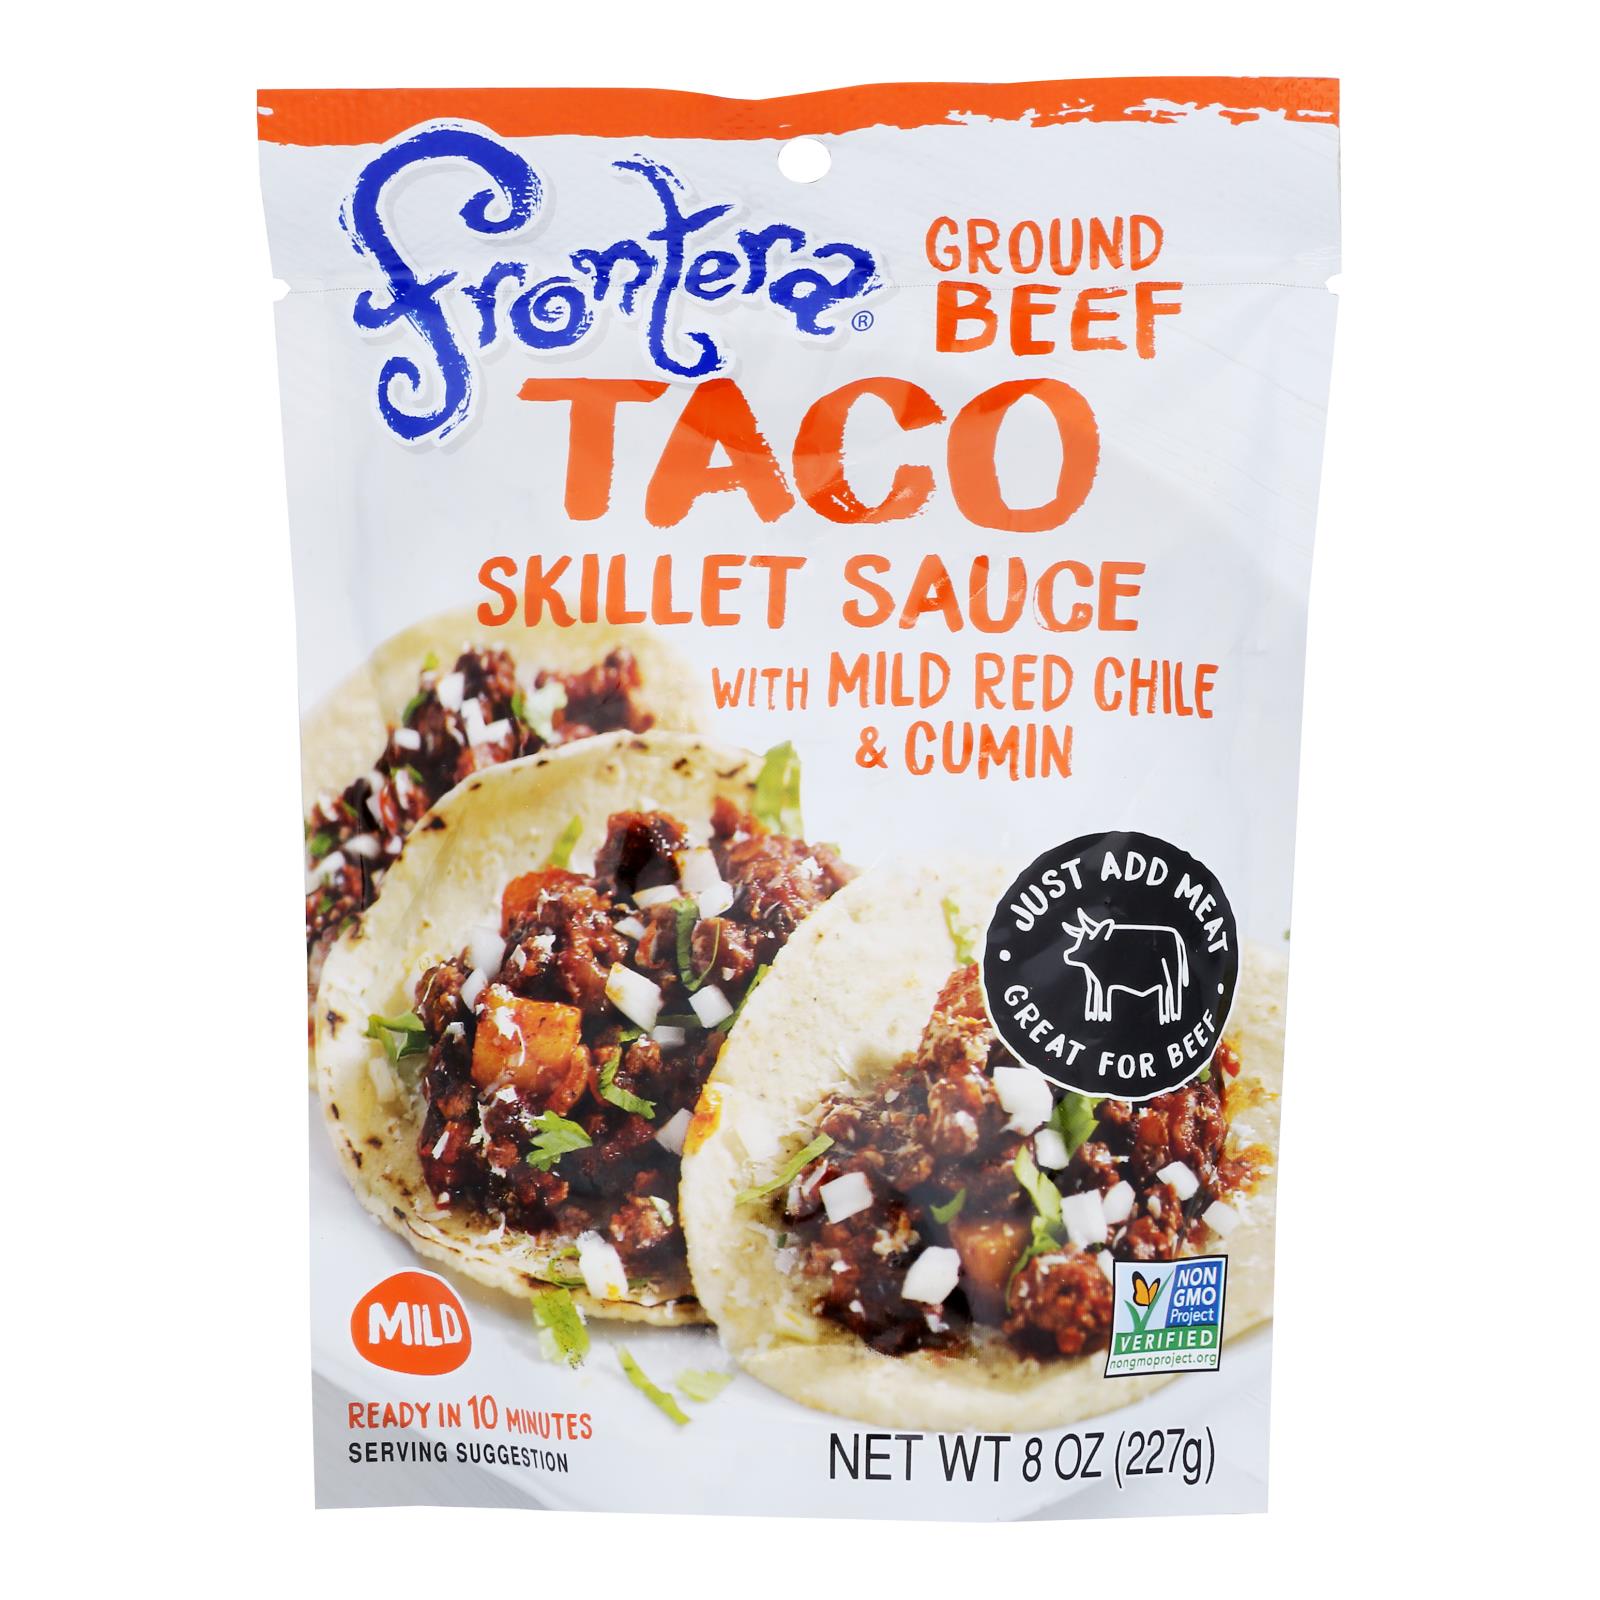 frontera®
GROUND
BEEF
TACO
SKILLET SAUCE
WITH MILD RED CHILE
& CUMIN
• JUST ADD MEAT •
GREAT FOR BEEF
NON
GMO
Project
VERIFIED
nongmoproject.org
MILD
READY IN 10 MINUTES
SERVING SUGGESTION
NET WT 8 OZ (227g)